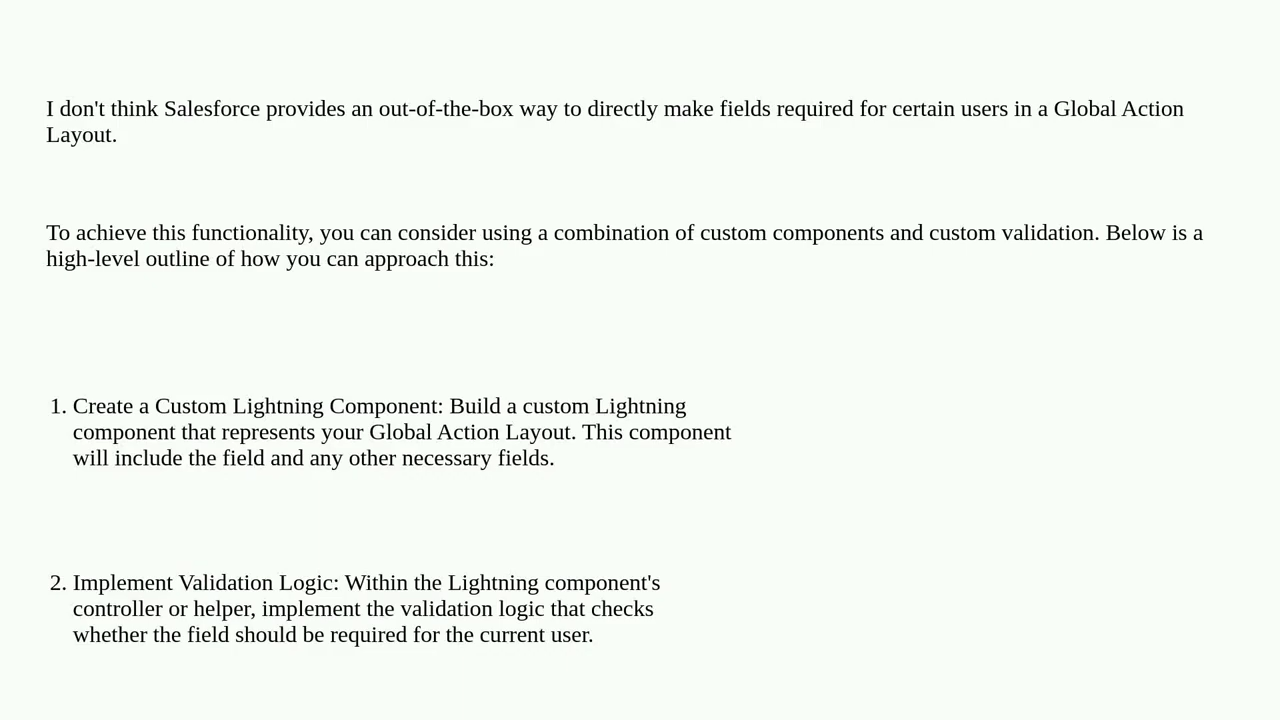 I don't think Salesforce provides an out-of-the-box way to directly make fields required for certain users in a Global Action
Layout.
To achieve this functionality, you can consider using a combination of custom components and custom validation. Below is a
high-level outline of how you can approach this:
1. Create a Custom Lightning Component: Build a custom Lightning
component that represents your Global Action Layout. This component
will include the field and any other necessary fields.
2. Implement Validation Logic: Within the Lightning component's
controller or helper, implement the validation logic that checks
whether the field should be required for the current user.